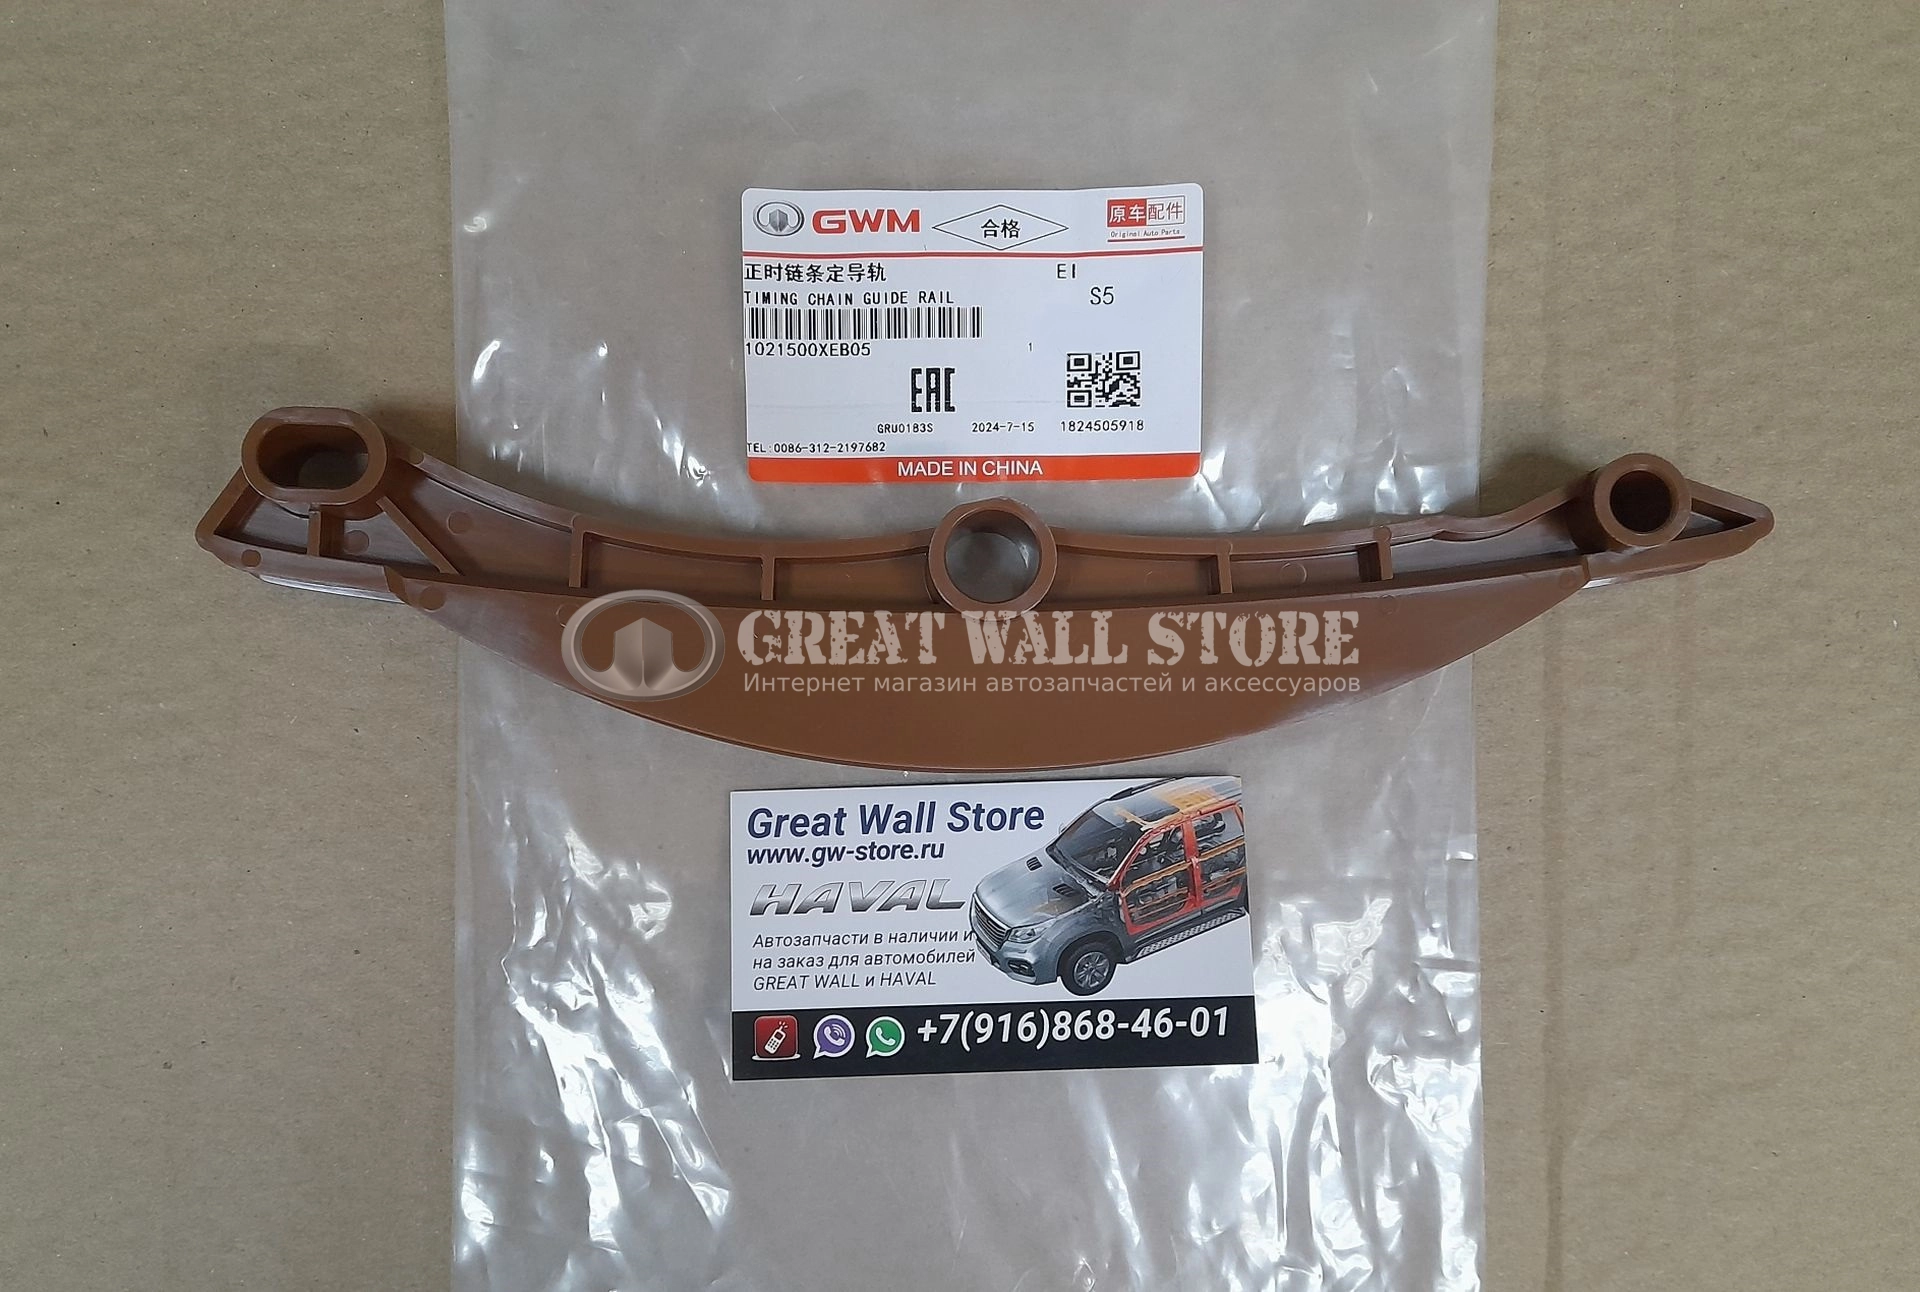 GWM
合格
原车配件
Original Auto Parts
正时链条定导轨
EI
TIMING CHAIN GUIDE RAIL
S5
1021500XEB05
1
EAC
GRU0183S
2024-7-15
1824505918
TEL:0086-312-2197682
MADE IN CHINA
GREAT WALL STORE
Интернет магазин автозапчастей и аксессуаров
Great Wall Store
www.gw-store.ru
HAVAL
Автозапчасти в наличии и
на заказ для автомобилей
GREAT WALL и HAVAL
+7(916)868-46-01